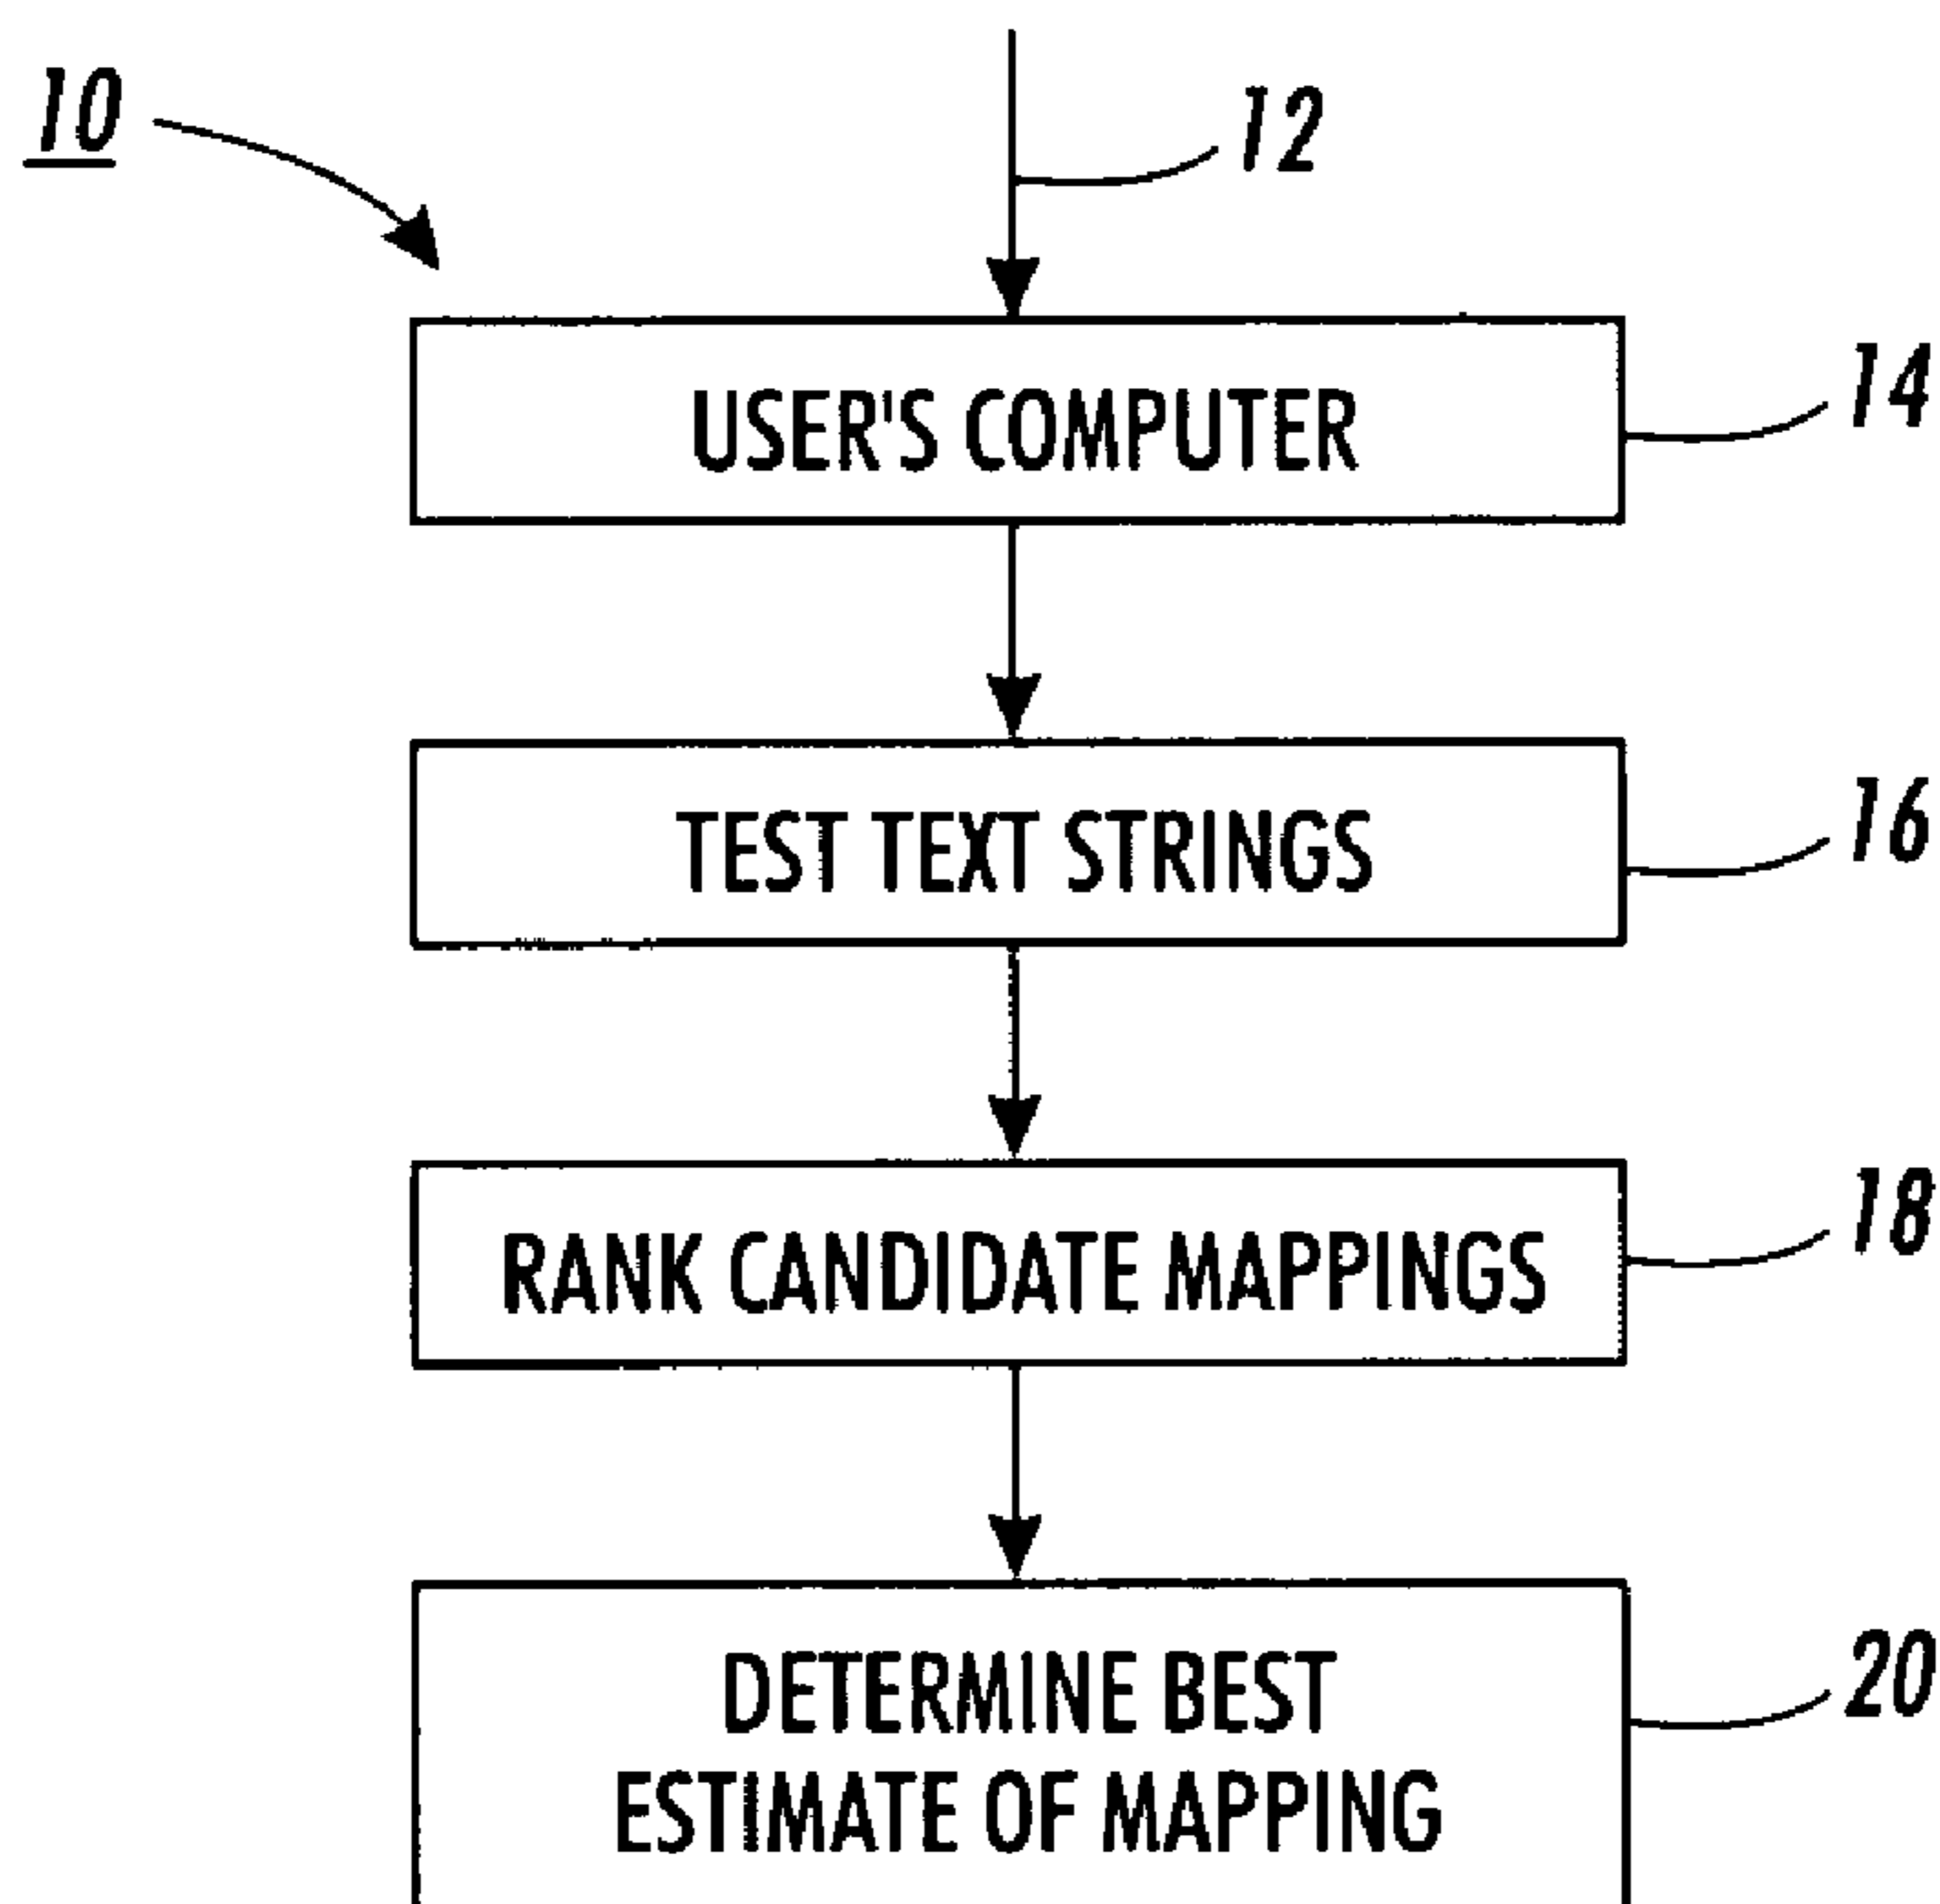 10
12
USER'S COMPUTER
14
TEST TEXT STRINGS
16
RANK CANDIDATE MAPPINGS
18
DETERMINE BEST
ESTIMATE OF MAPPING
20